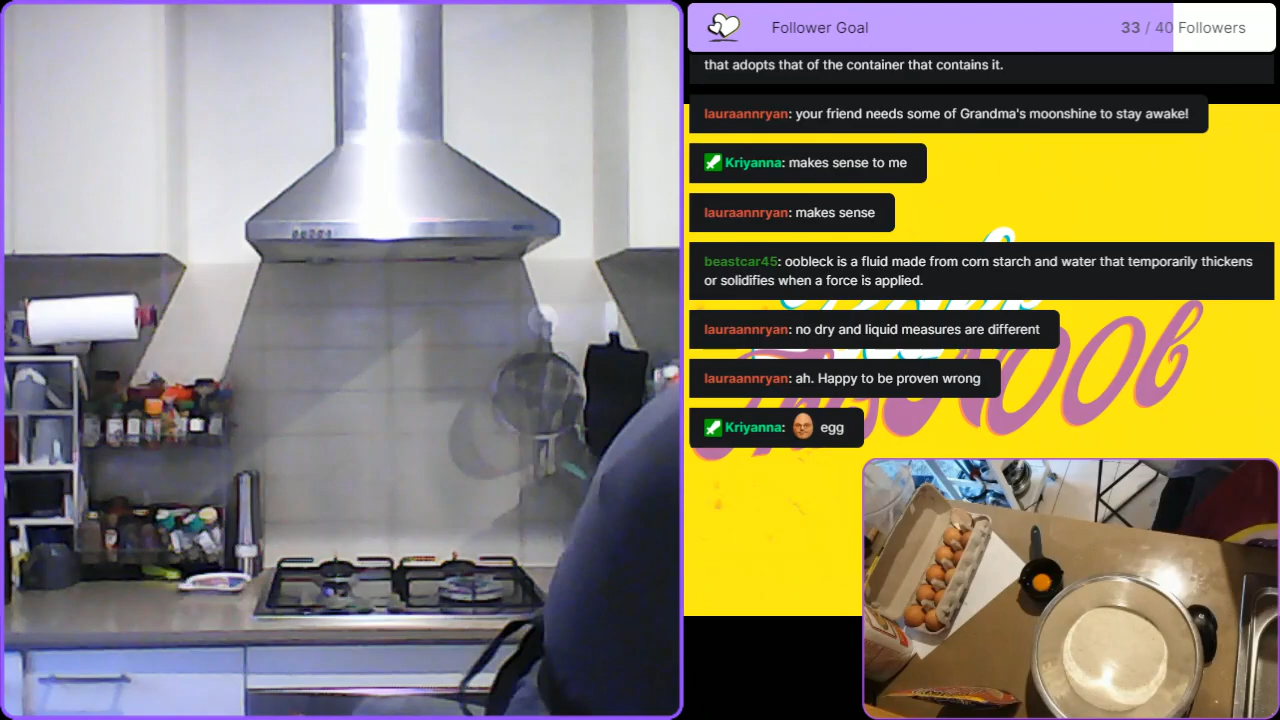 Follower Goal
33 / 40 Followers
that adopts that of the container that contains it.
lauraannryan: your friend needs some of Grandma's moonshine to stay awake!
Kriyanna: makes sense to me
lauraannryan: makes sense
beastcar45: oobleck is a fluid made from corn starch and water that temporarily thickens
or solidifies when a force is applied.
lauraannryan: no dry and liquid measures are different
lauraannryan: ah. Happy to be proven wrong
Kriyanna: egg